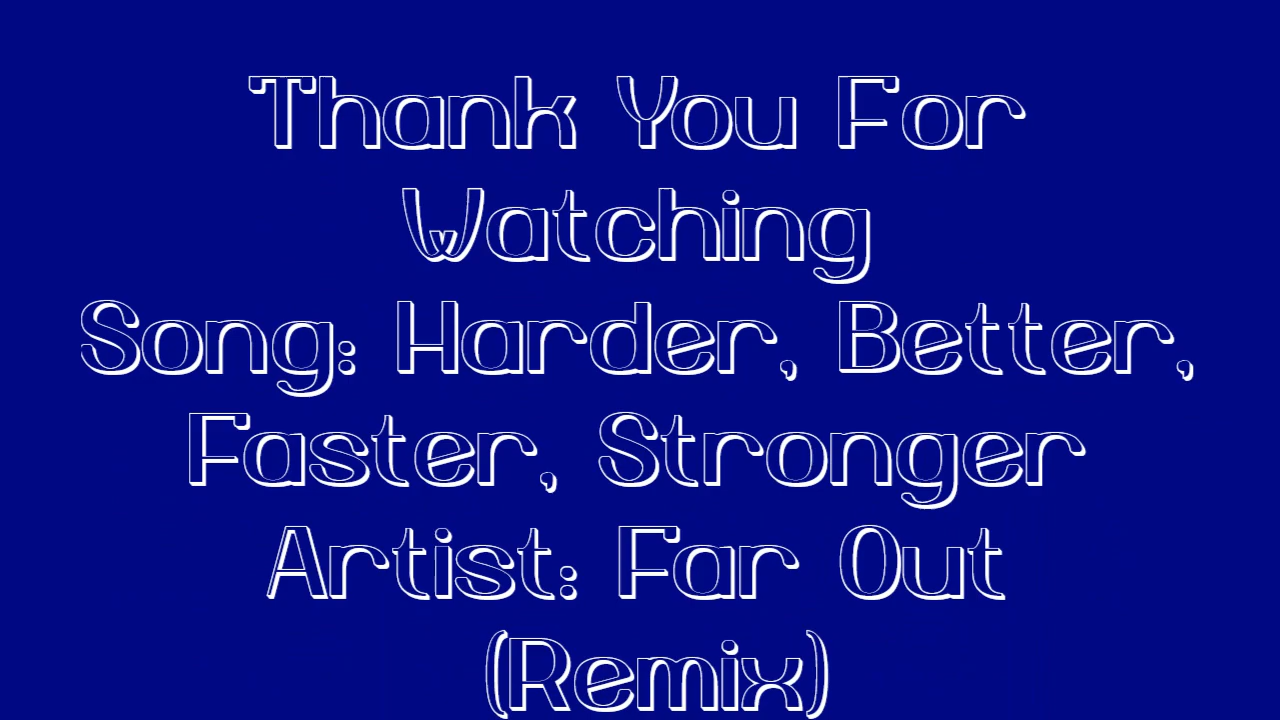 Thank You For
Watching
Song: Harder, Better,
Faster, Stronger
Artist: Far Out
(Remix)